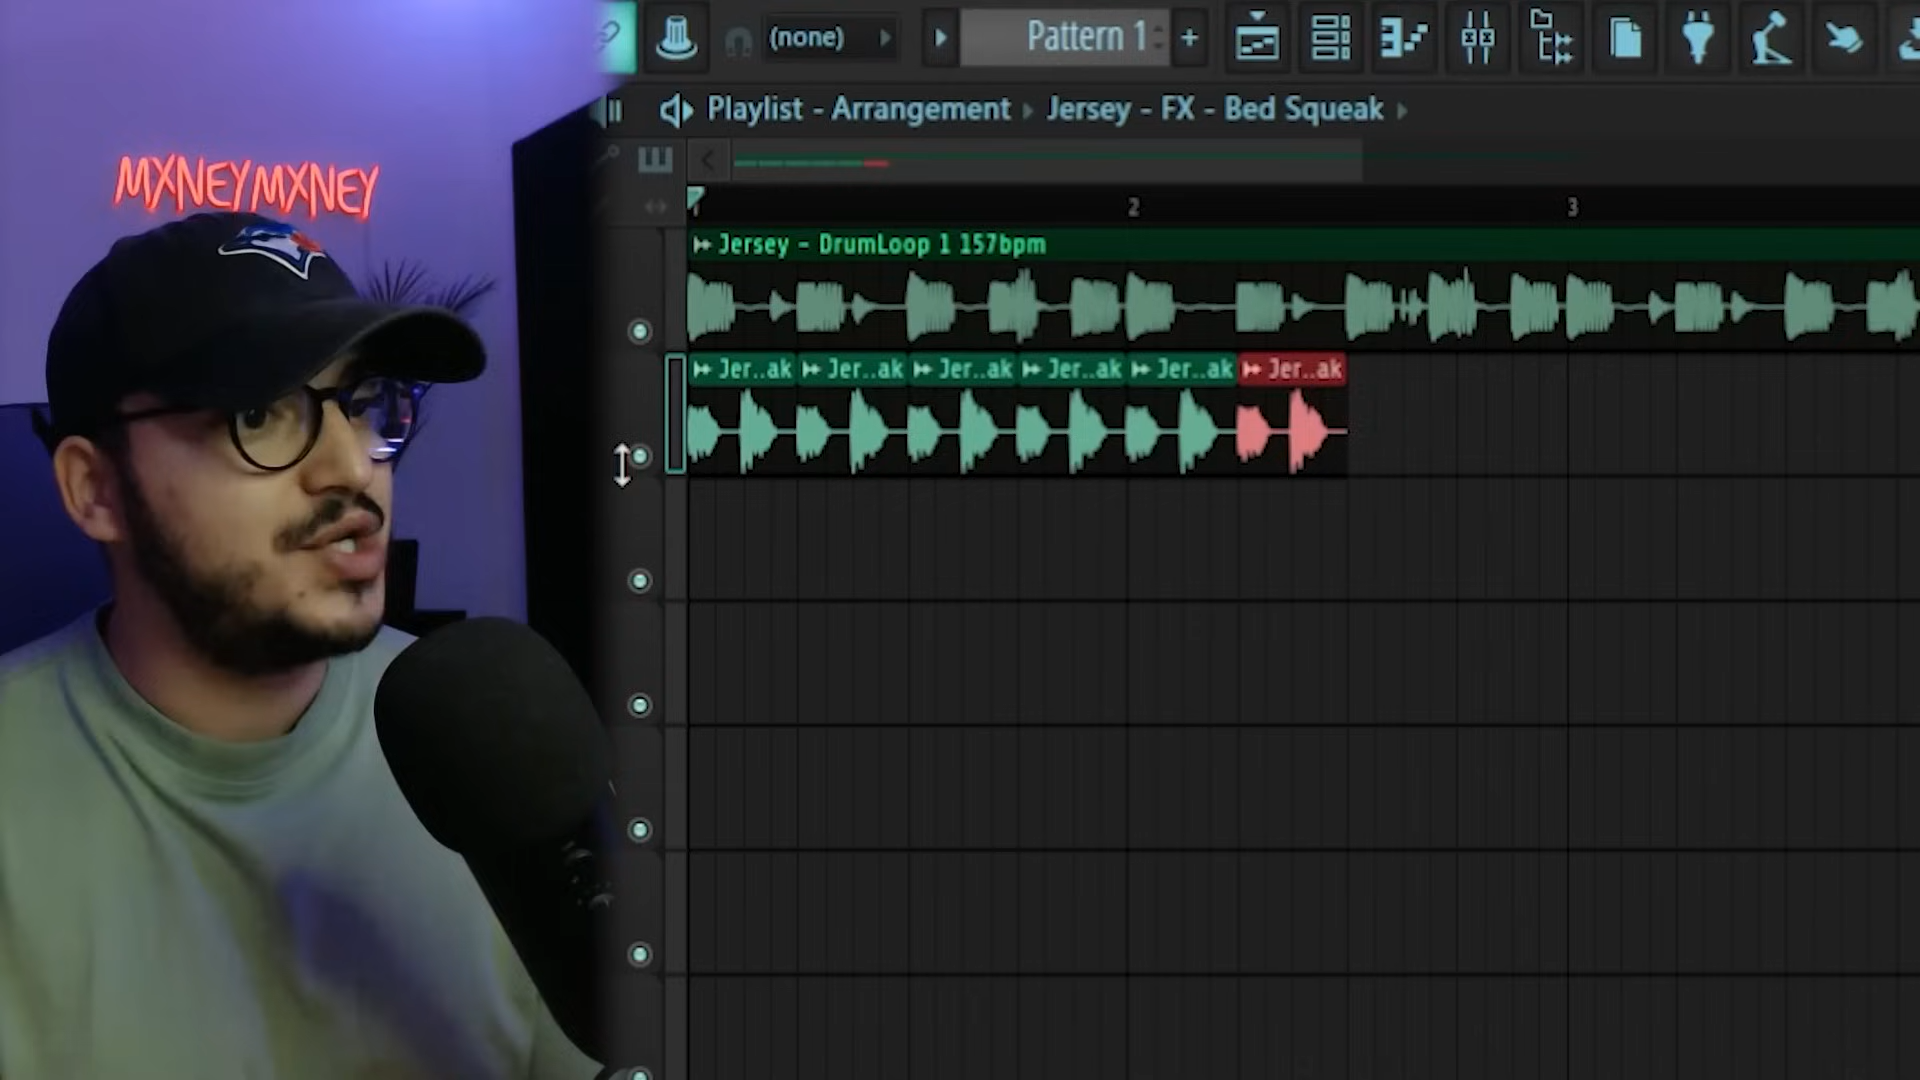 MXNEYMXNEY
(none)
Pattern 1
Playlist - Arrangement
Jersey - FX - Bed Squeak
1
2
3
Jersey - DrumLoop 1 157bpm
Jer..ak
Jer..ak
Jer..ak
Jer..ak
Jer..ak
Jer..ak